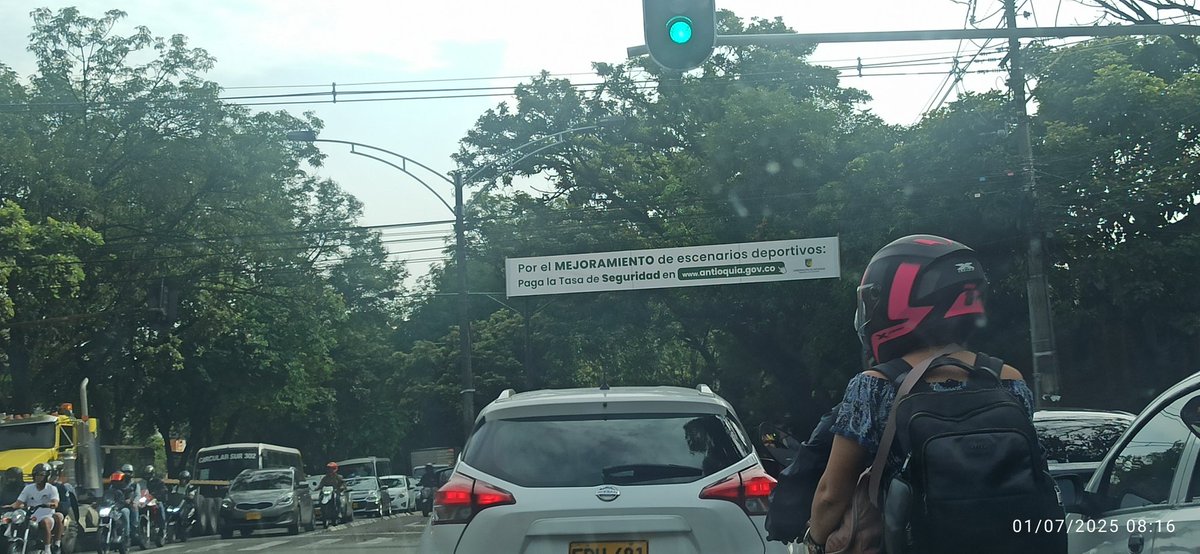 Por el MEJORAMIENTO de escenarios deportivos:
Paga la Tasa de Seguridad en www.antioquia.gov.co
CIRCULAR SUR 302
NISSAN
01/07/2025 08:16